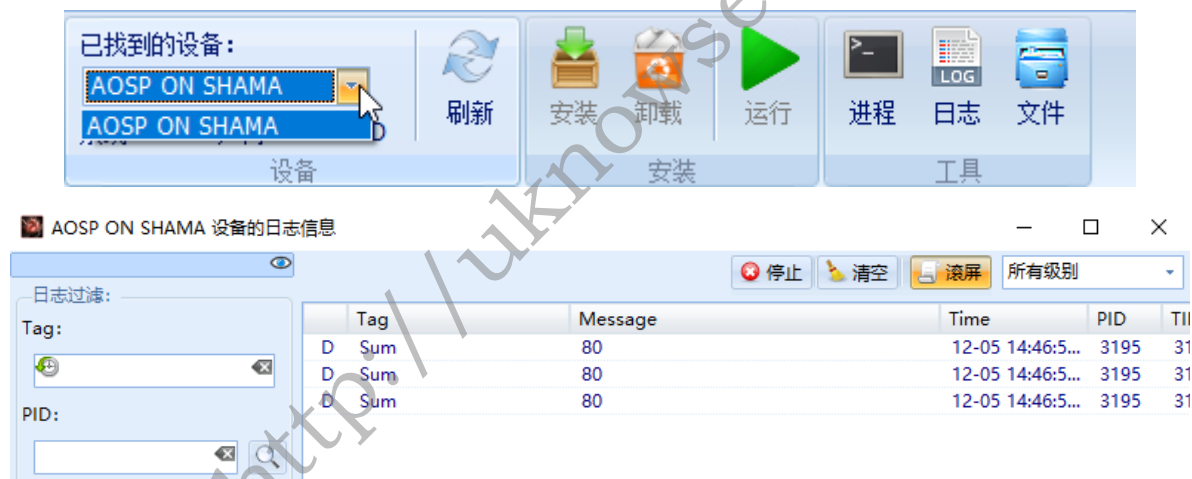 已找到的设备:
AOSP ON SHAMA
AOSP ON SHAMA
刷新
安装
卸载
运行
>_
LOG
进程
日志
文件
设备
安装
工具
AOSP ON SHAMA 设备的日志信息
停止
清空
滚屏
所有级别
日志过滤:
Tag:
PID:
Tag Message Time PID
D Sum 80 12-05 14:46:5... 3195 31
D Sum 80 12-05 14:46:5... 3195 31
D Sum 80 12-05 14:46:5... 3195 31
http://uknowse